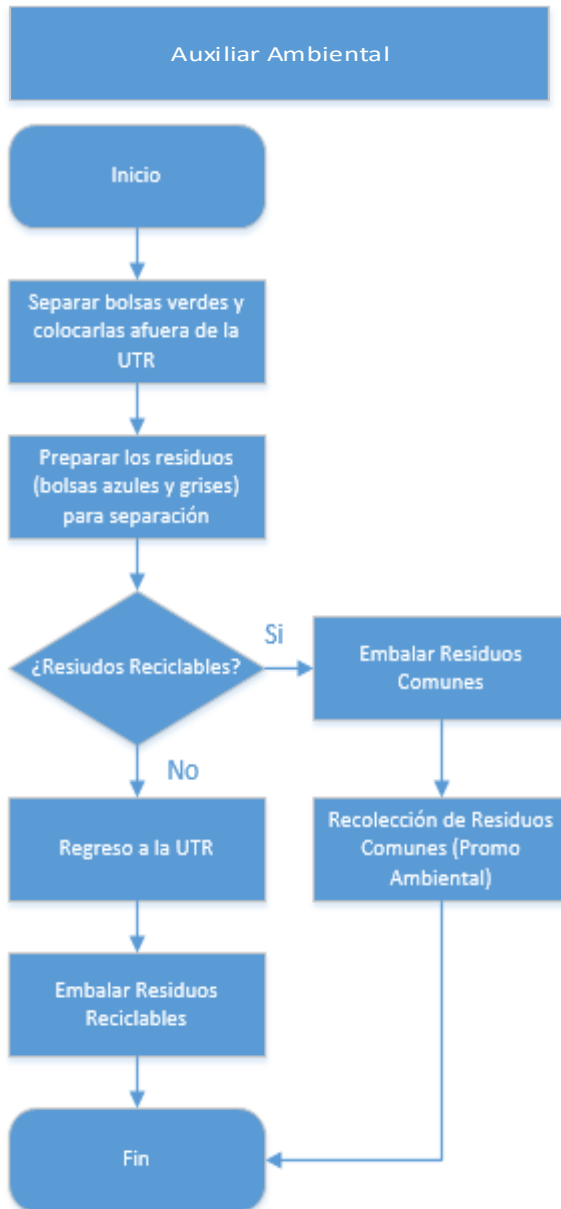 Auxiliar Ambiental
Inicio
Separar bolsas verdes y
colocarlas afuera de la
UTR
Preparar los residuos
(bolsas azules y grises)
para separación
¿Resiudos Reciclables?
Si
Embalar Residuos
Comunes
No
Regreso a la UTR
Recolección de Residuos
Comunes (Promo
Ambiental)
Embalar Residuos
Reciclables
Fin